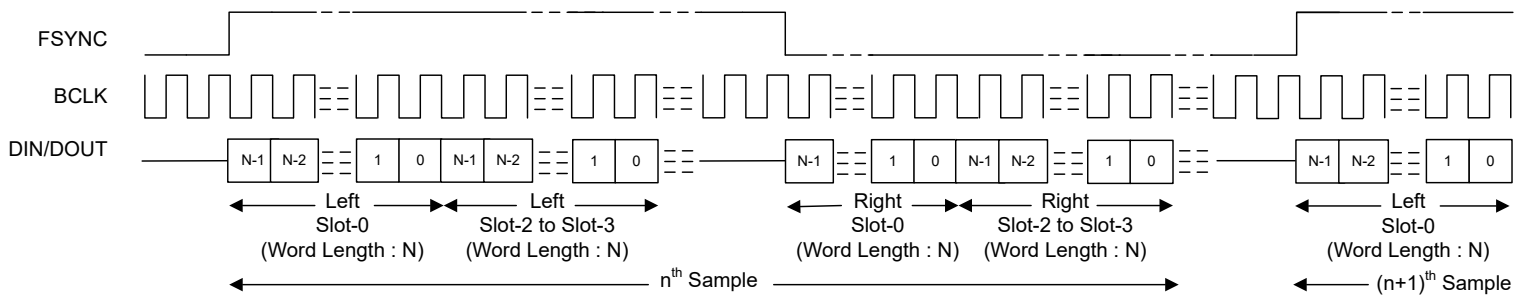 FSYNC
BCLK
DIN/DOUT
N-1 N-2 1 0 N-1 N-2 1 0 N-1 1 0 N-1 N-2 1 0 N-1 N-2 1 0
Left Left Right Right Left
Slot-0 Slot-2 to Slot-3 Slot-0 Slot-2 to Slot-3 Slot-0
(Word Length : N) (Word Length : N) (Word Length : N) (Word Length : N) (Word Length : N)
nth Sample (n+1)th Sample